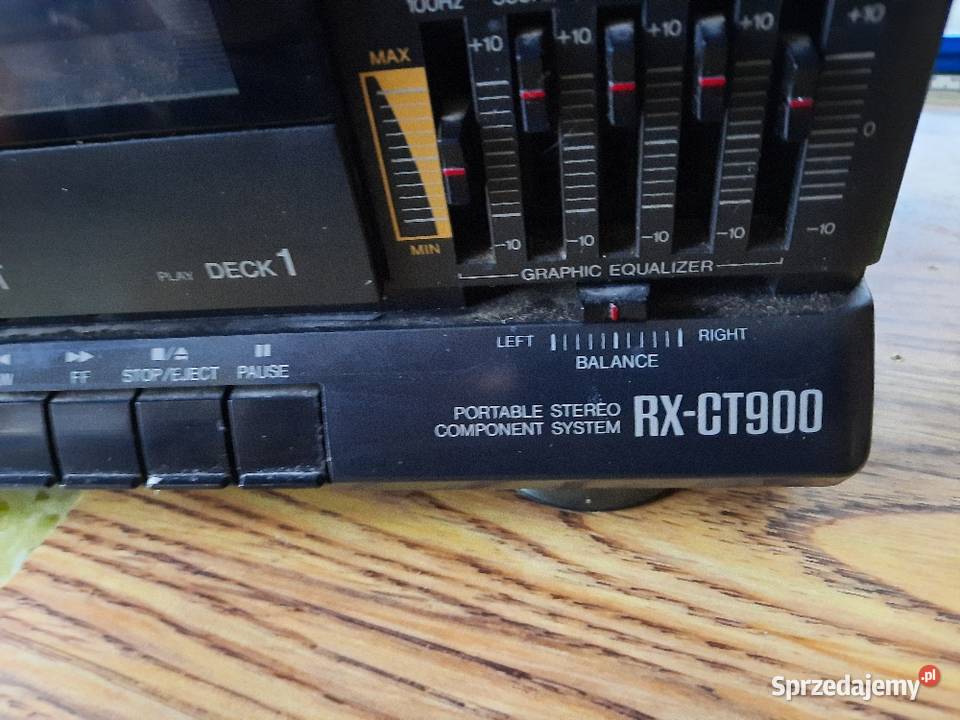 100Hz
+10 +10 +10 +10 +10
MAX
0
MIN
-10 -10 -10 -10 -10
PLAY DECK 1
GRAPHIC EQUALIZER
LEFT RIGHT
BALANCE
FF STOP/EJECT PAUSE
PORTABLE STEREO
COMPONENT SYSTEM RX-CT900
Sprzedajemy.pl